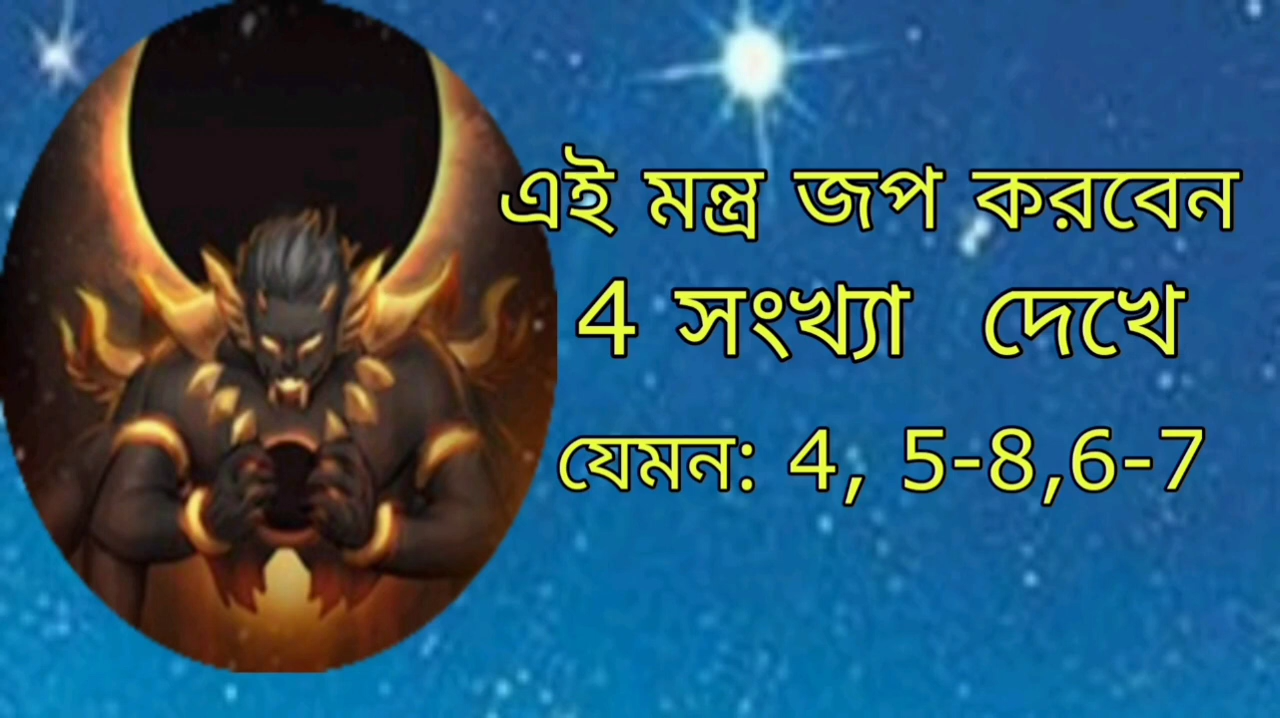 এই মন্ত্র জপ করবেন
4 সংখ্যা দেখে
যেমন: 4, 5-8,6-7